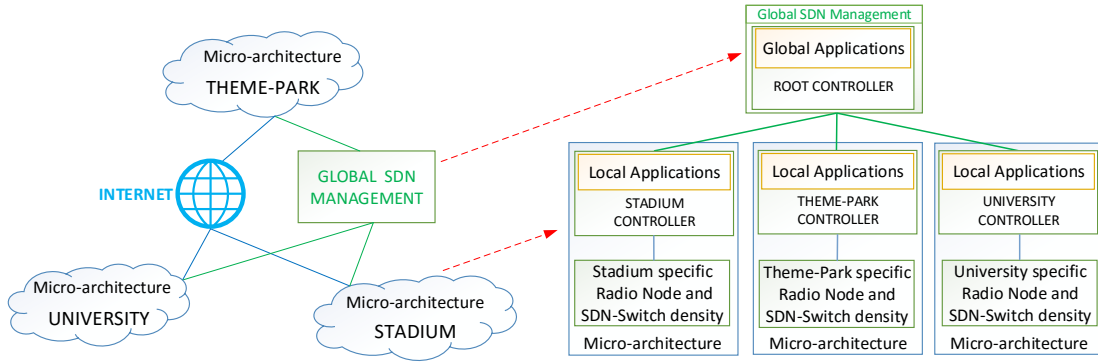 Micro-architecture
THEME-PARK
INTERNET
GLOBAL SDN
MANAGEMENT
Micro-architecture
UNIVERSITY
Micro-architecture
STADIUM
Global SDN Management
Global Applications
ROOT CONTROLLER
Local Applications
STADIUM
CONTROLLER
Stadium specific
Radio Node and
SDN-Switch density
Micro-architecture
Local Applications
THEME-PARK
CONTROLLER
Theme-Park specific
Radio Node and
SDN-Switch density
Micro-architecture
Local Applications
UNIVERSITY
CONTROLLER
University specific
Radio Node and
SDN-Switch density
Micro-architecture